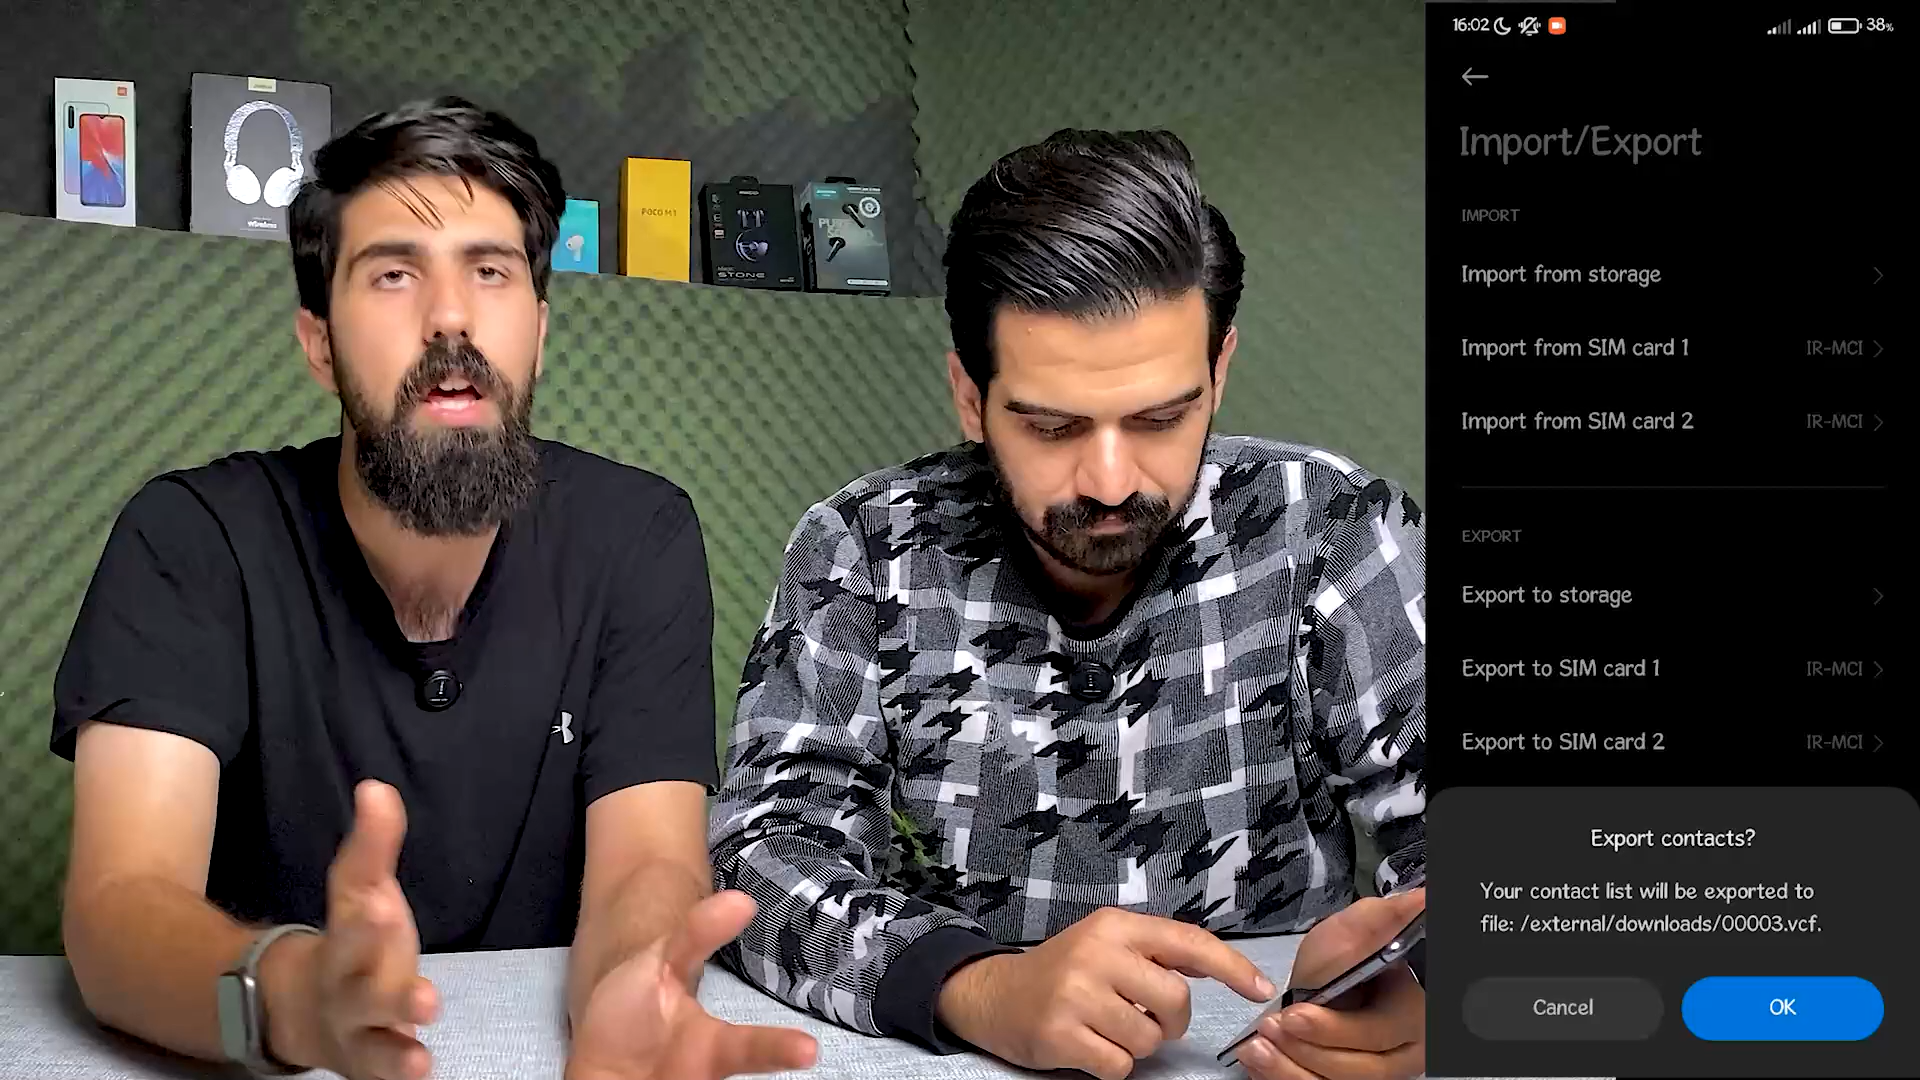 16:02
38%
Import/Export
IMPORT
Import from storage
Import from SIM card 1 IR-MCI
Import from SIM card 2 IR-MCI
EXPORT
Export to storage
Export to SIM card 1 IR-MCI
Export to SIM card 2 IR-MCI
Export contacts?
Your contact list will be exported to
file: /external/downloads/00003.vcf.
Cancel
OK
Wireless
POCO M3
STONE